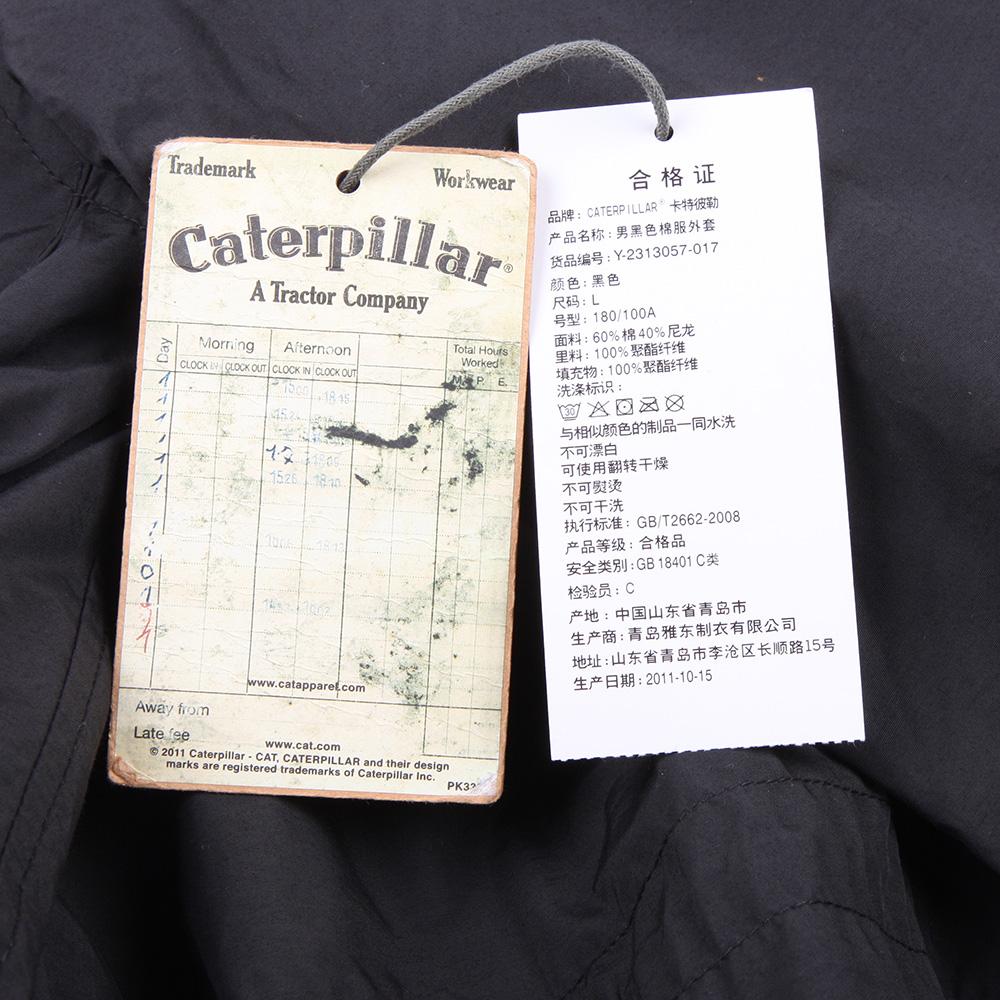 Trademark
Workwear
Caterpillar®
A Tractor Company
Day
Morning
Afternoon
Total Hours
Worked
CLOCK IN
CLOCK OUT
CLOCK IN
CLOCK OUT
P. E.
18 15
15 26
18 10
www.catapparel.com
Away from
Late fee
www.cat.com
© 2011 Caterpillar - CAT, CATERPILLAR and their design
marks are registered trademarks of Caterpillar Inc.
合格证
品牌: CATERPILLAR® 卡特彼勒
产品名称: 男黑色棉服外套
货品编号: Y-2313057-017
颜色: 黑色
尺码: L
号型: 180/100A
面料: 60%棉40%尼龙
里料: 100%聚酯纤维
填充物: 100%聚酯纤维
洗涤标识:
30
与相似颜色的制品一同水洗
不可漂白
可使用翻转干燥
不可熨烫
不可干洗
执行标准: GB/T2662-2008
产品等级: 合格品
安全类别: GB 18401 C类
检验员: C
产地: 中国山东省青岛市
生产商: 青岛雅东制衣有限公司
地址: 山东省青岛市李沧区长顺路15号
生产日期: 2011-10-15